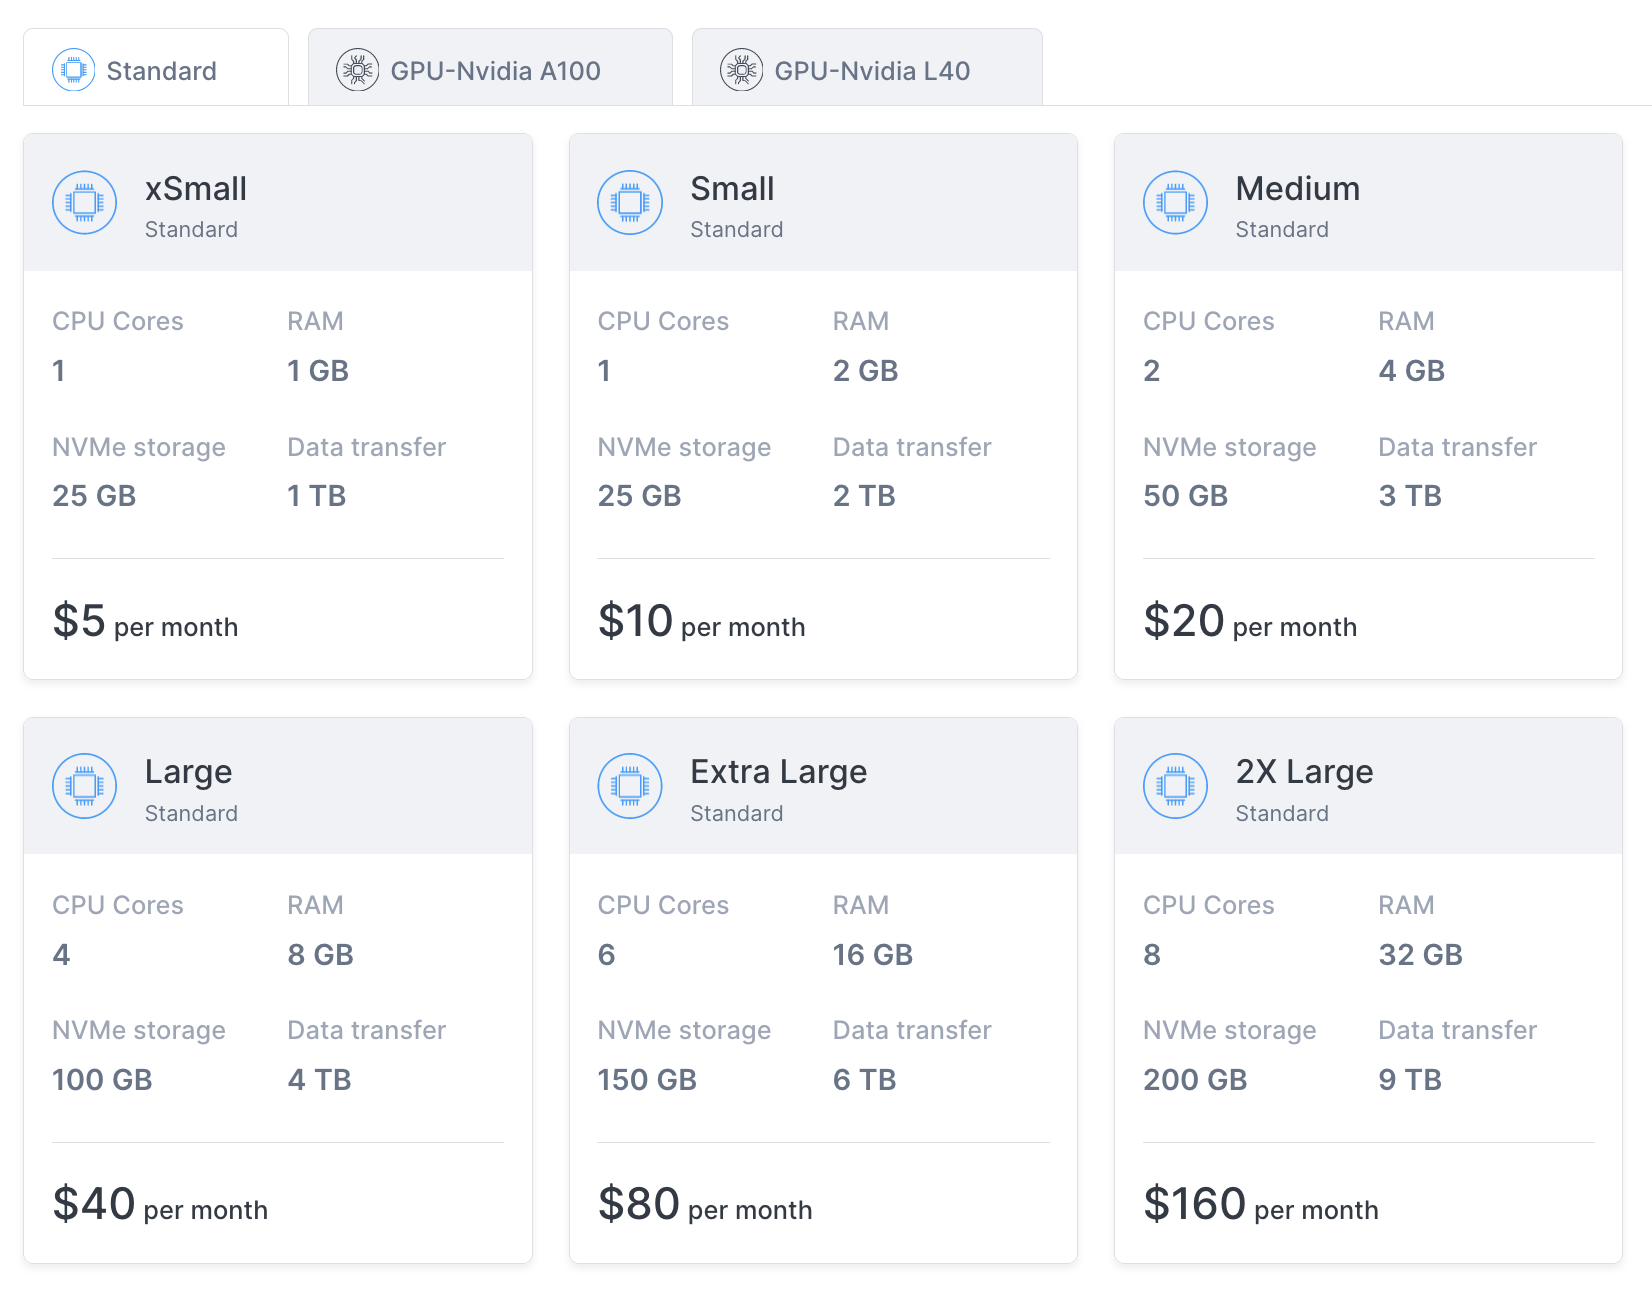 Standard
GPU-Nvidia A100
GPU-Nvidia L40
xSmall
Standard
CPU Cores
RAM
1
1 GB
NVMe storage
Data transfer
25 GB
1 TB
$5 per month
Small
Standard
CPU Cores
RAM
1
2 GB
NVMe storage
Data transfer
25 GB
2 TB
$10 per month
Medium
Standard
CPU Cores
RAM
2
4 GB
NVMe storage
Data transfer
50 GB
3 TB
$20 per month
Large
Standard
CPU Cores
RAM
4
8 GB
NVMe storage
Data transfer
100 GB
4 TB
$40 per month
Extra Large
Standard
CPU Cores
RAM
6
16 GB
NVMe storage
Data transfer
150 GB
6 TB
$80 per month
2X Large
Standard
CPU Cores
RAM
8
32 GB
NVMe storage
Data transfer
200 GB
9 TB
$160 per month